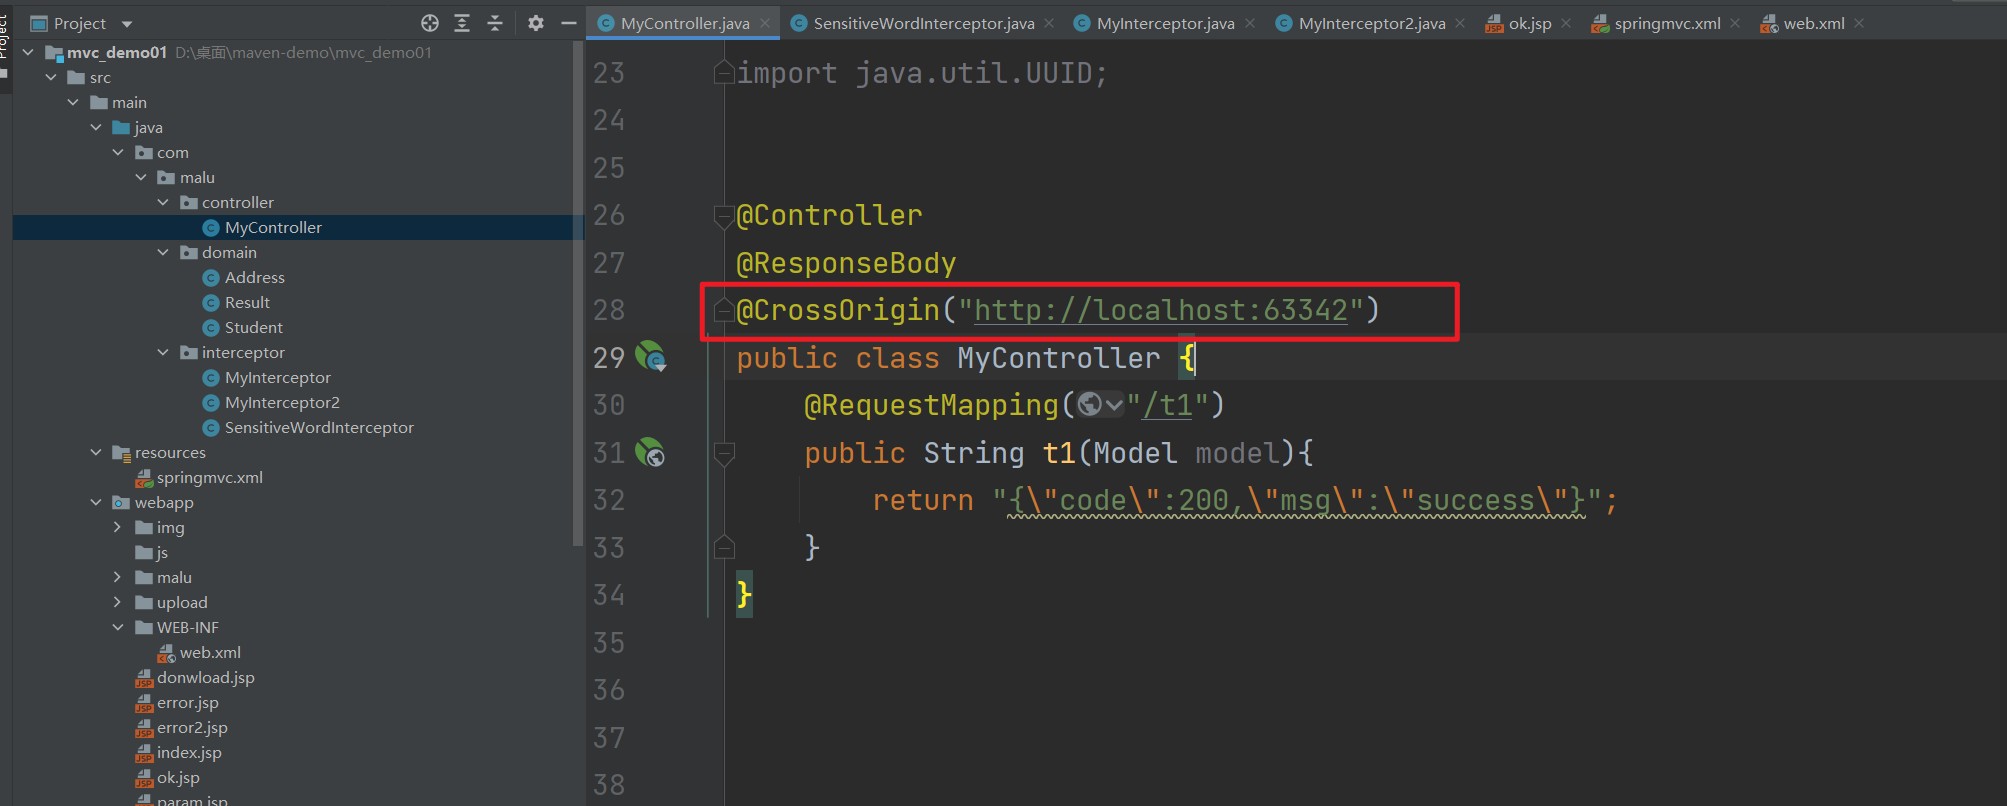 Project
Project
mvc_demo01 D:\桌面\maven-demo\mvc_demo01
src
main
java
com
malu
controller
MyController
domain
Address
Result
Student
interceptor
MyInterceptor
MyInterceptor2
SensitiveWordInterceptor
resources
springmvc.xml
webapp
img
js
malu
upload
WEB-INF
web.xml
donwload.jsp
error.jsp
error2.jsp
index.jsp
ok.jsp
param.jsp
MyController.java SensitiveWordInterceptor.java MyInterceptor.java MyInterceptor2.java ok.jsp springmvc.xml web.xml
23 import java.util.UUID;
24
25
26 @Controller
27 @ResponseBody
28 @CrossOrigin("http://localhost:63342")
29 public class MyController {
30 @RequestMapping("/t1")
31 public String t1(Model model){
32 return "{\"code\":200,\"msg\":\"success\"}";
33 }
34 }
35
36
37
38